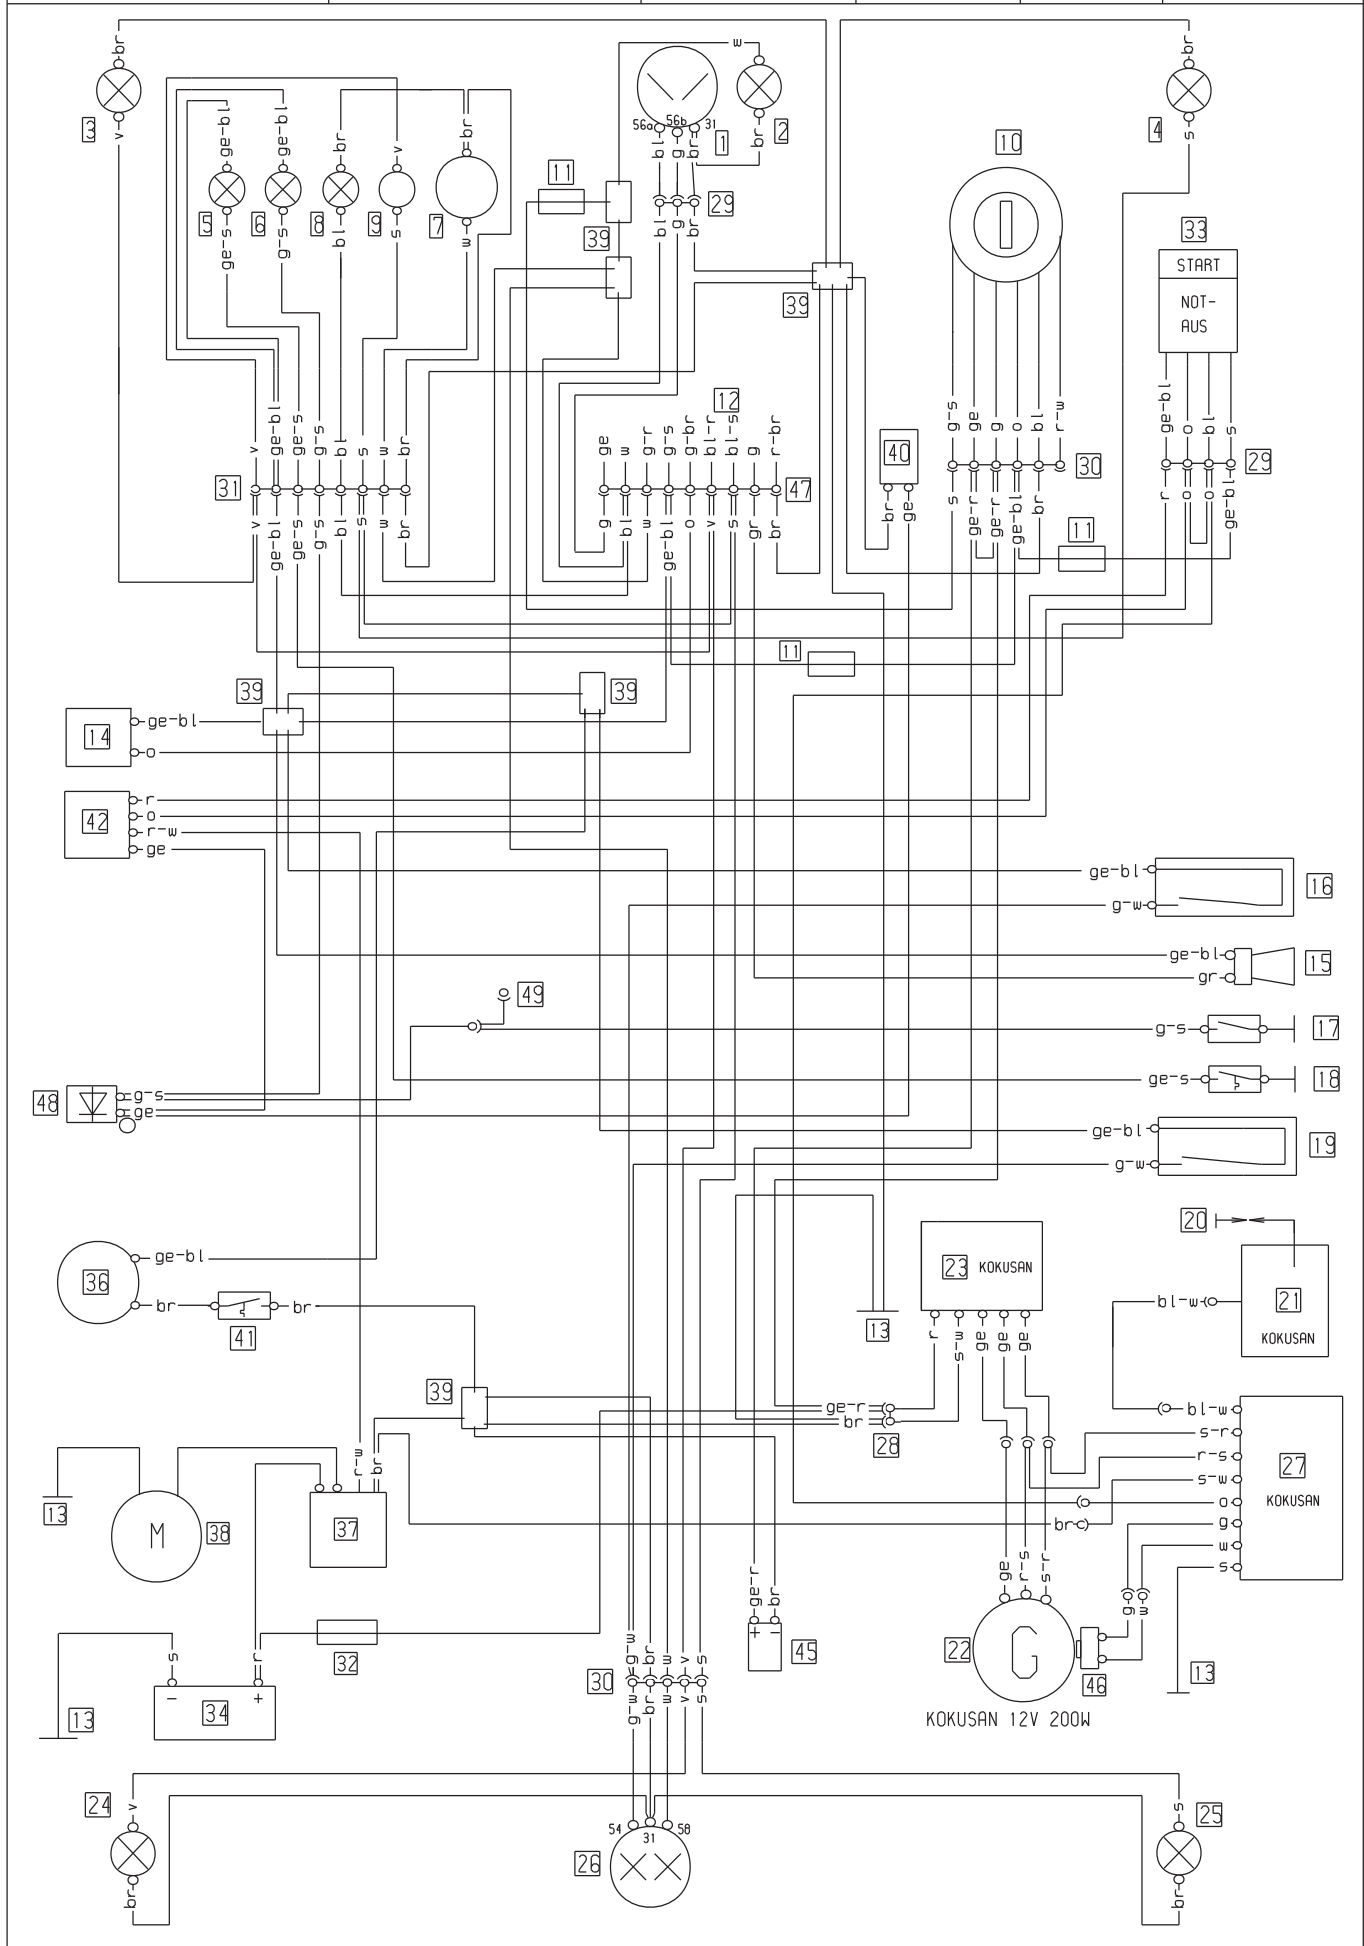 br
3
v
ge-bl
ge-bl
br
v
br
5
6
8
9
7
ge-s
g-s
bl
s
w
w
56a
56b
31
1
2
bl
g
br
br
11
39
29
bl
g
br
10
br
4
s
33
START
NOT-
AUS
39
12
v
ge-bl
ge-s
g-s
bl
s
w
br
31
v
ge-bl
ge-s
g-s
bl
s
w
br
ge
w
g-r
g-s
g-br
bl-r
bl-s
g
r-br
47
g
bl
w
ge-bl
o
v
s
gr
br
40
br
ge
g-s
ge
g
o
bl
r-w
30
s
ge-r
ge-r
ge-bl
br
11
ge-bl
o
bl
s
29
r
o
o
ge-bl
11
39
39
14
ge-bl
o
42
r
o
r-w
ge
ge-bl
g-w
16
ge-bl
gr
15
49
g-s
17
ge-s
18
48
g-s
ge
ge-bl
g-w
19
20
36
ge-bl
br
br
41
13
23
KOKUSAN
r
s-w
ge
ge
ge
bl-w
21
KOKUSAN
39
ge-r
br
28
13
M
38
r-w
br
37
bl-w
s-r
r-s
s-w
o
g
w
s
27
KOKUSAN
br
ge
r-s
s-r
ge-r
br
+
-
45
G
22
46
g
w
13
KOKUSAN 12V 200W
s
r
32
-
+
34
13
30
g-w
br
w
v
s
g-w
br
w
v
s
24
v
br
54
31
58
26
25
s
br